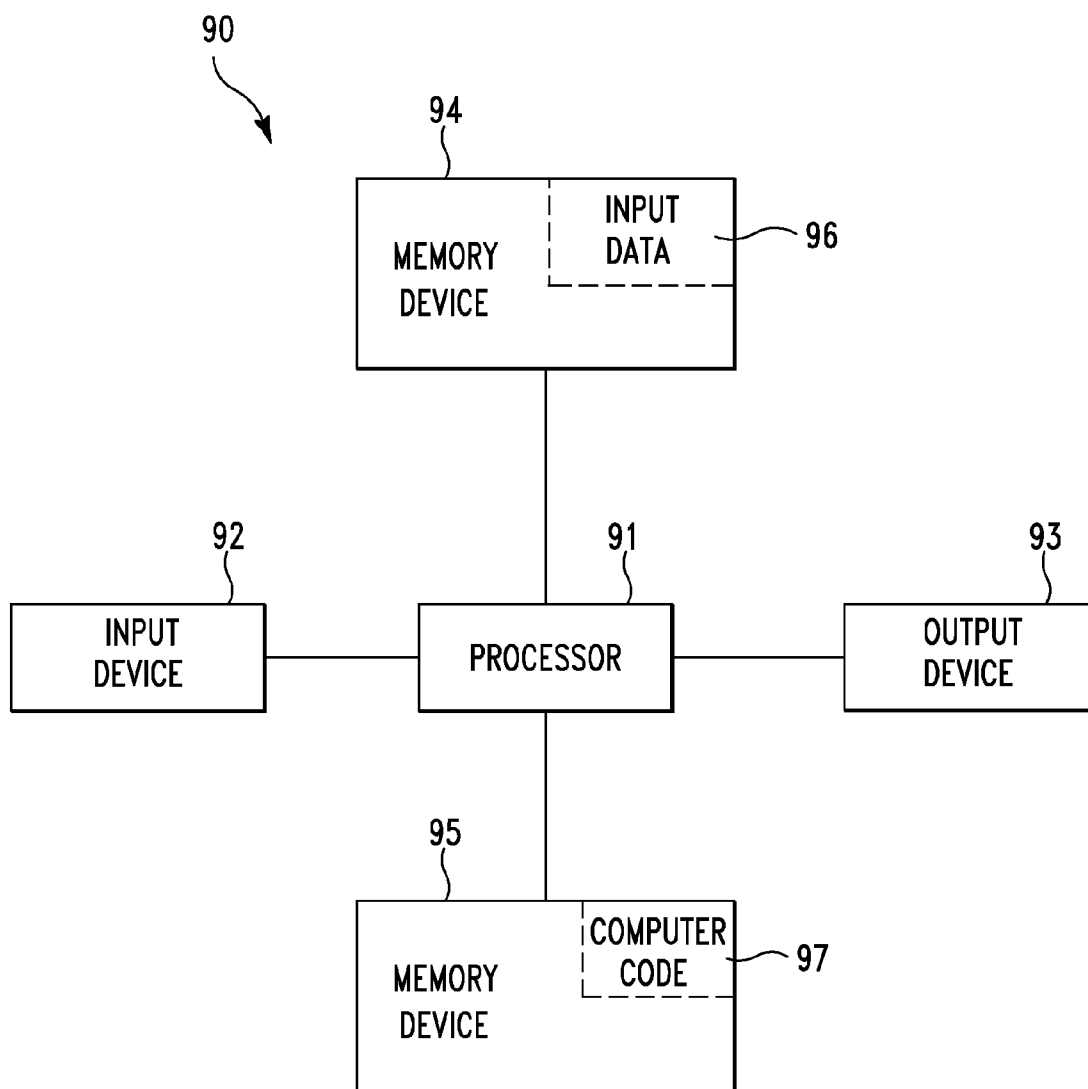 90
94
INPUT
DATA
96
MEMORY
DEVICE
92
91
93
INPUT
DEVICE
PROCESSOR
OUTPUT
DEVICE
95
COMPUTER
CODE
97
MEMORY
DEVICE